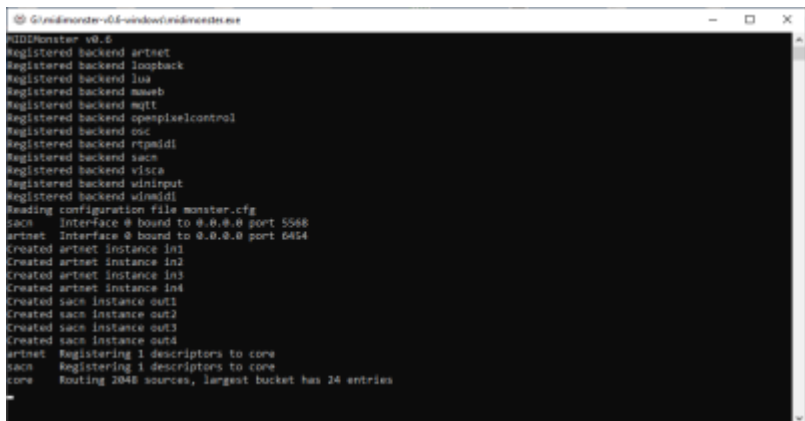 G:\midimonster-v0.6-windows\midimonster.exe
MIDIMonster v0.6
Registered backend artnet
Registered backend loopback
Registered backend lua
Registered backend maweb
Registered backend mqtt
Registered backend openpixelcontrol
Registered backend osc
Registered backend rtpmidi
Registered backend sacn
Registered backend visca
Registered backend wininput
Registered backend winmidi
Reading configuration file monster.cfg
sacn Interface 0 bound to 0.0.0.0 port 5568
artnet Interface 0 bound to 0.0.0.0 port 6454
Created artnet instance in1
Created artnet instance in2
Created artnet instance in3
Created artnet instance in4
Created sacn instance out1
Created sacn instance out2
Created sacn instance out3
Created sacn instance out4
artnet Registering 1 descriptors to core
sacn Registering 1 descriptors to core
core Routing 2048 sources, largest bucket has 24 entries